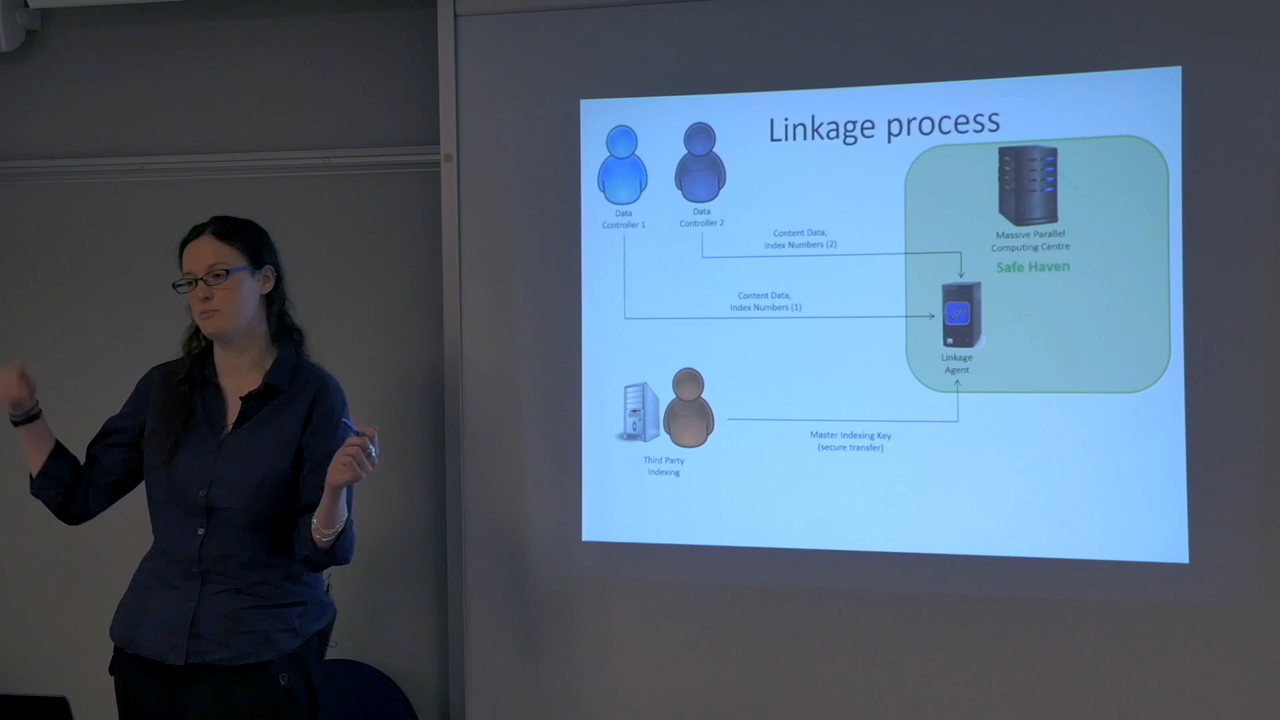 Linkage process
Data
Controller 1
Data
Controller 2
Content Data,
Index Numbers (2)
Massive Parallel
Computing Centre
Safe Haven
Content Data,
Index Numbers (1)
Linkage
Agent
Third Party
Indexing
Master Indexing Key
(secure transfer)